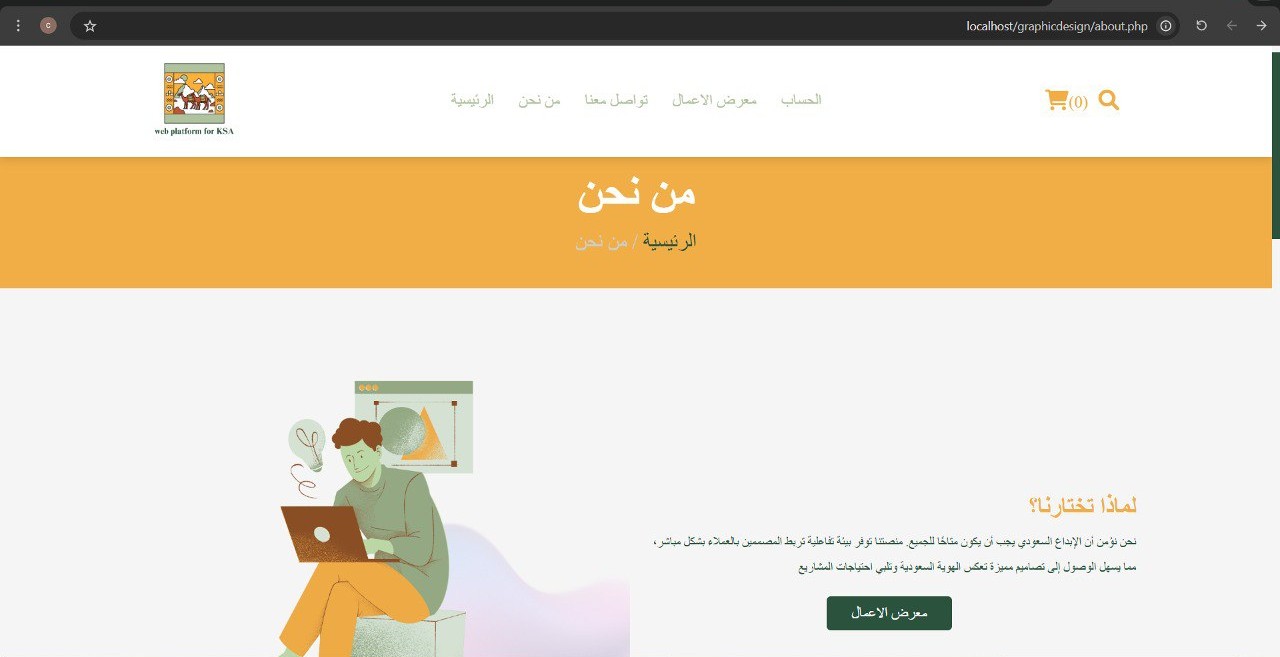 localhost/graphicdesign/about.php
C
web platform for KSA
الرئيسية من نحن تواصل معنا معرض الاعمال الحساب
(0)
من نحن
الرئيسية / من نحن
لماذا تختارنا؟
نحن نؤمن أن الإبداع السعودي يجب أن يكون متاحًا للجميع. منصتنا توفر بيئة تفاعلية تربط المصممين بالعملاء بشكل مباشر،
مما يسهل الوصول إلى تصاميم مميزة تعكس الهوية السعودية وتلبي احتياجات المشاريع
معرض الاعمال